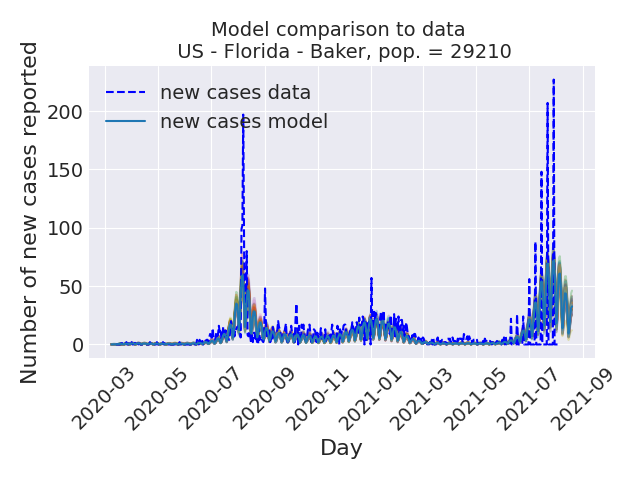 Model comparison to data
US - Florida - Baker, pop. = 29210
Number of new cases reported
new cases data
new cases model
200
150
100
50
0
2020-03
2020-05
2020-07
2020-09
2020-11
2021-01
2021-03
2021-05
2021-07
2021-09
Day